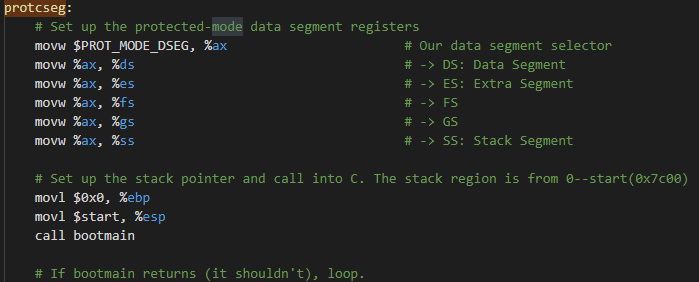 protcseg:
# Set up the protected-mode data segment registers
movw $PROT_MODE_DSEG, %ax # Our data segment selector
movw %ax, %ds # -> DS: Data Segment
movw %ax, %es # -> ES: Extra Segment
movw %ax, %fs # -> FS
movw %ax, %gs # -> GS
movw %ax, %ss # -> SS: Stack Segment
# Set up the stack pointer and call into C. The stack region is from 0--start(0x7c00)
movl $0x0, %ebp
movl $start, %esp
call bootmain
# If bootmain returns (it shouldn't), loop.